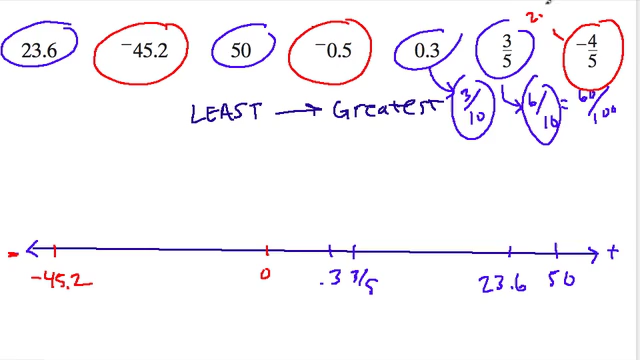 23.6 ⁻45.2 50 ⁻0.5 0.3 3/5 ⁻4/5
LEAST → Greatest 3/10 6/10 = 60/100
- +
-45.2 0 .3 3/5 23.6 50